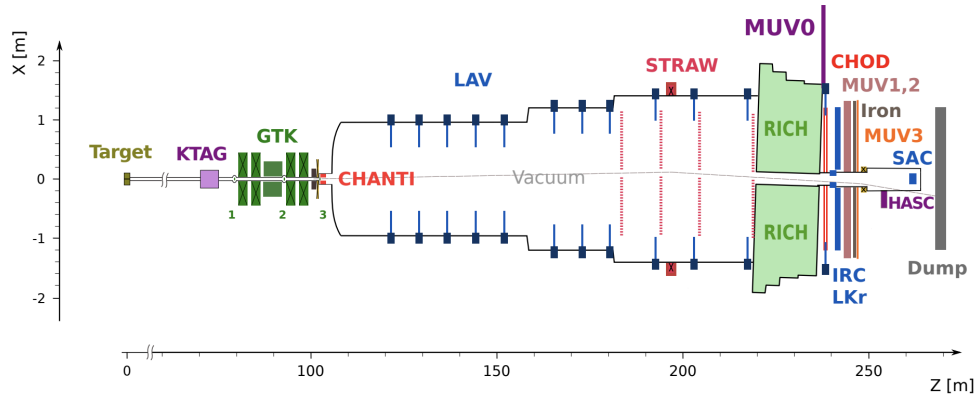 X [m]
2
1
0
-1
-2
Target
KTAG
GTK
1
2
3
CHANTI
LAV
Vacuum
STRAW
RICH
RICH
MUV0
CHOD
MUV1,2
Iron
MUV3
SAC
HASC
IRC
LKr
Dump
0
100
150
200
250
Z [m]